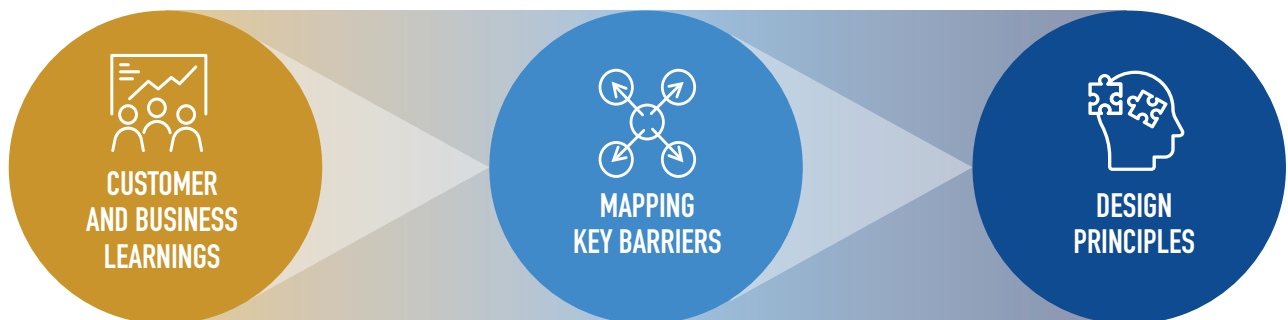 CUSTOMER
AND BUSINESS
LEARNINGS
MAPPING
KEY BARRIERS
DESIGN
PRINCIPLES